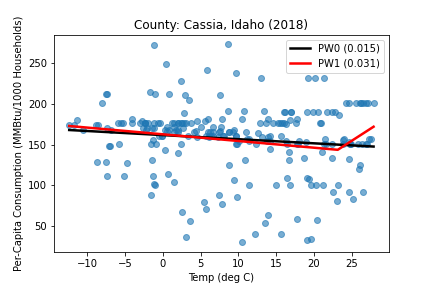 County: Cassia, Idaho (2018)
PW0 (0.015)
PW1 (0.031)
Per-Capita Consumption (MMBtu/1000 Households)
250
200
150
100
50
−10 −5 0 5 10 15 20 25
Temp (deg C)